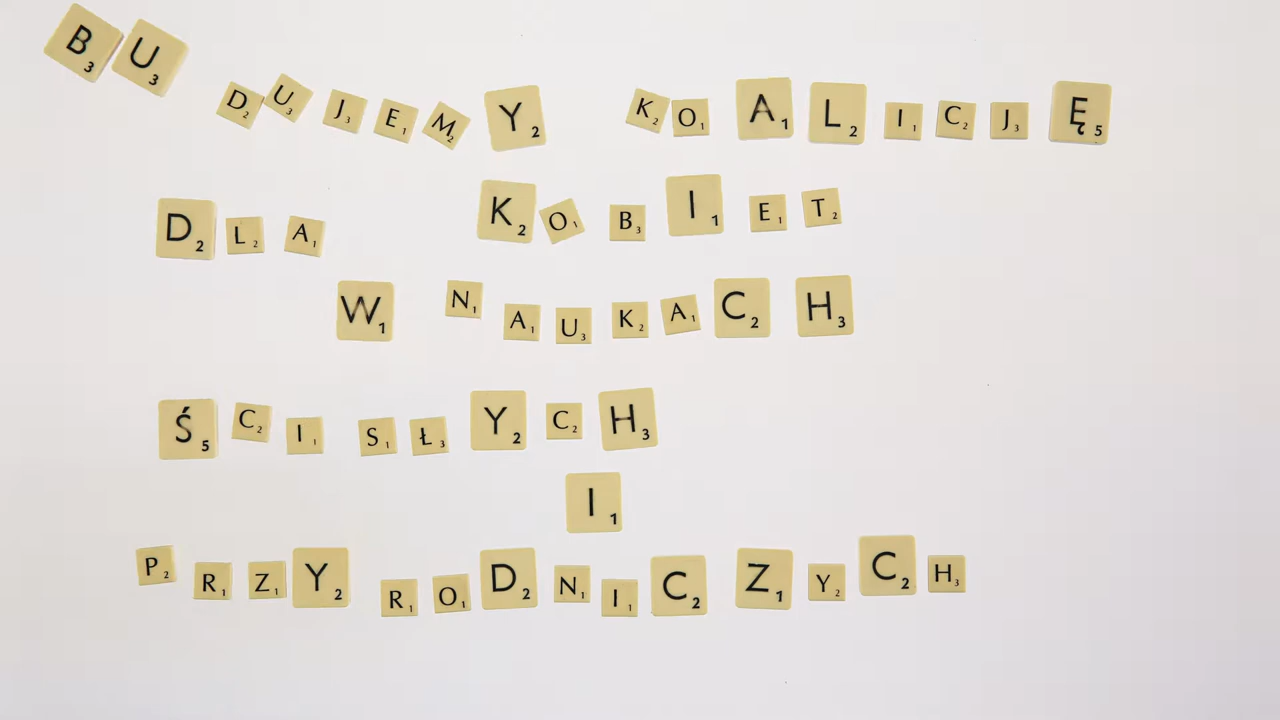 BUDUJEMY KOALICJĘ
DLA KOBIET
W NAUKACH
ŚCISŁYCH
I
PRZYRODNICZYCH